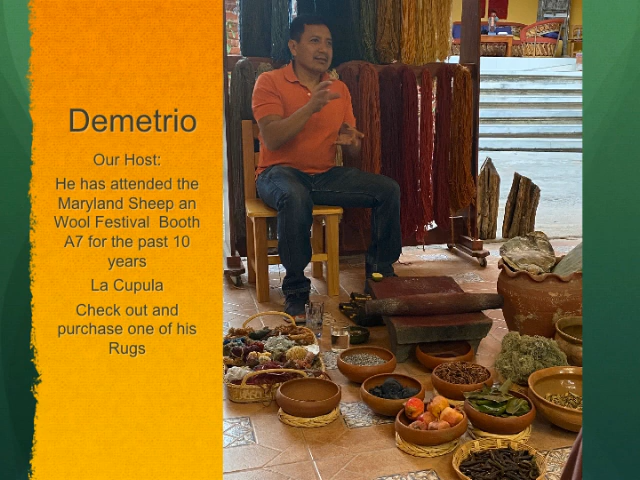 Demetrio
Our Host:
He has attended the
Maryland Sheep an
Wool Festival  Booth
A7 for the past 10
years
La Cupula
Check out and
purchase one of his
Rugs